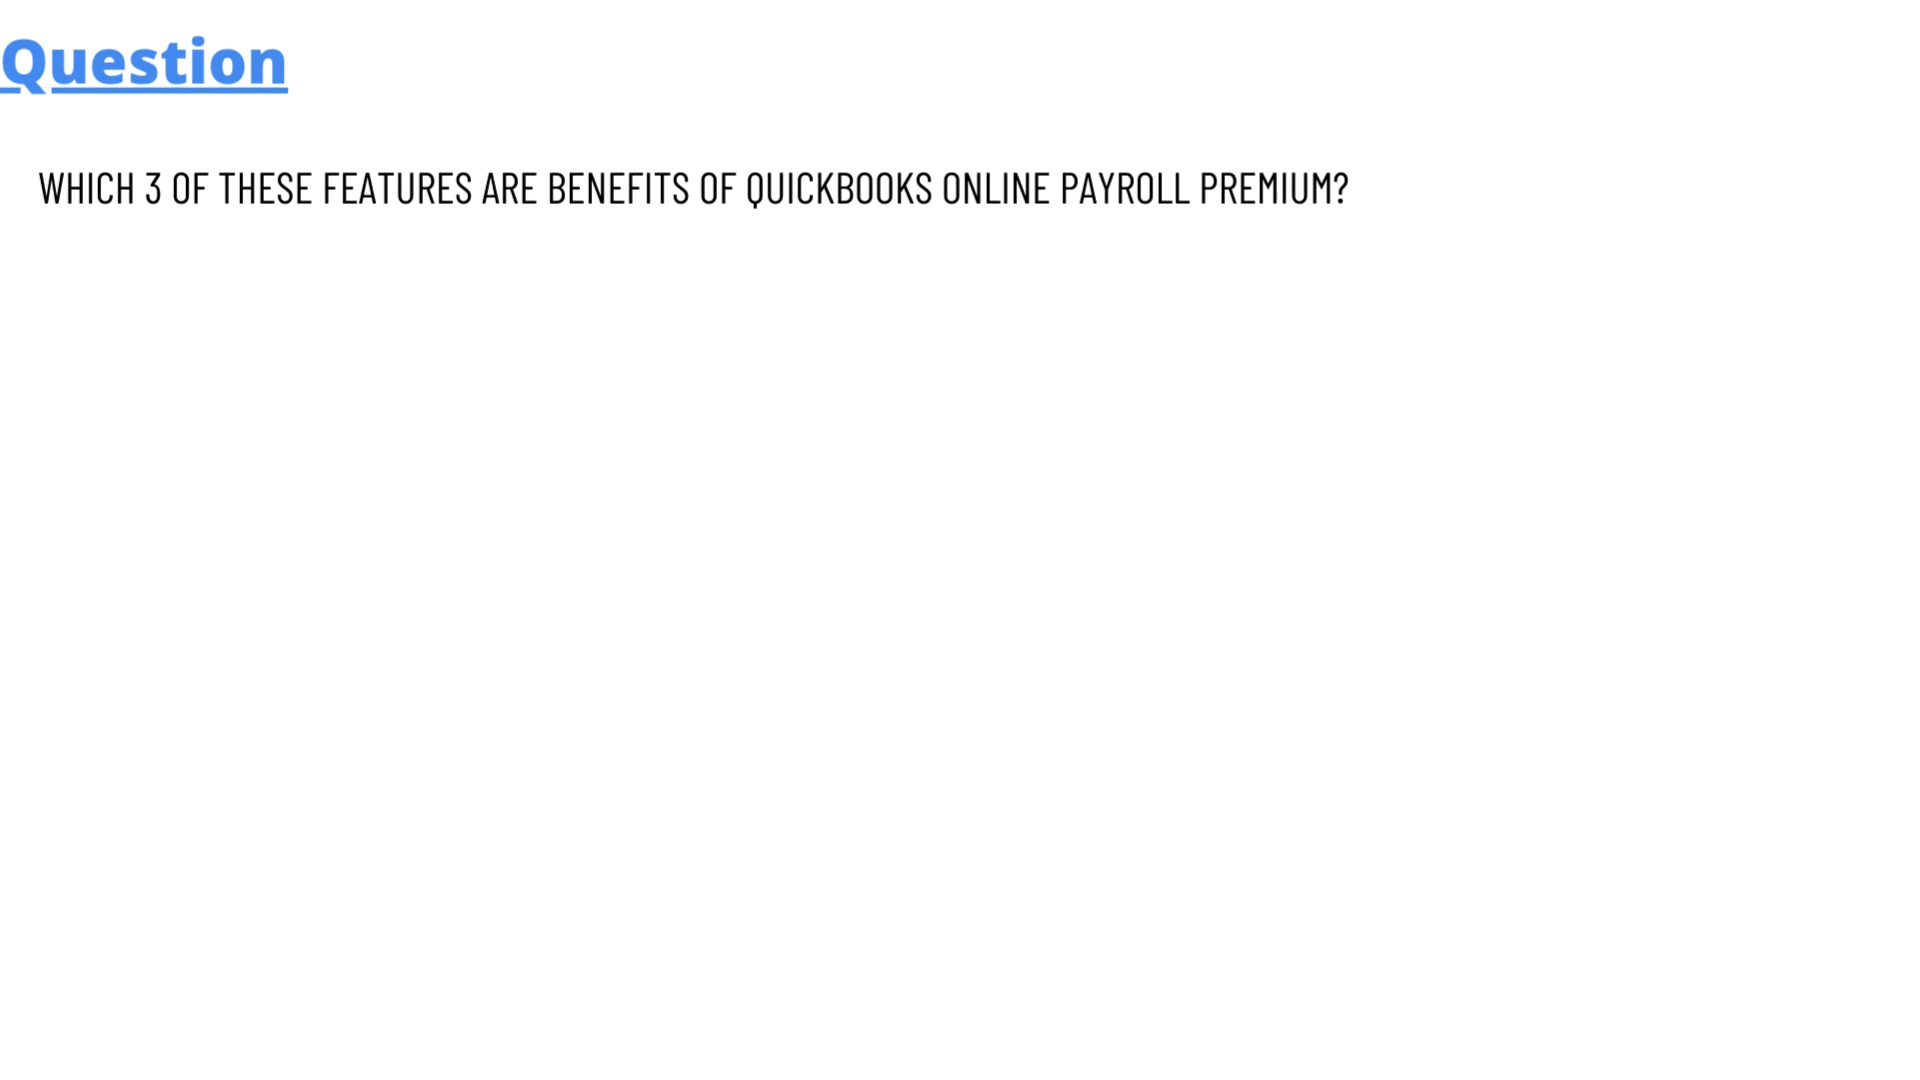 Question
WHICH 3 OF THESE FEATURES ARE BENEFITS OF QUICKBOOKS ONLINE PAYROLL PREMIUM?